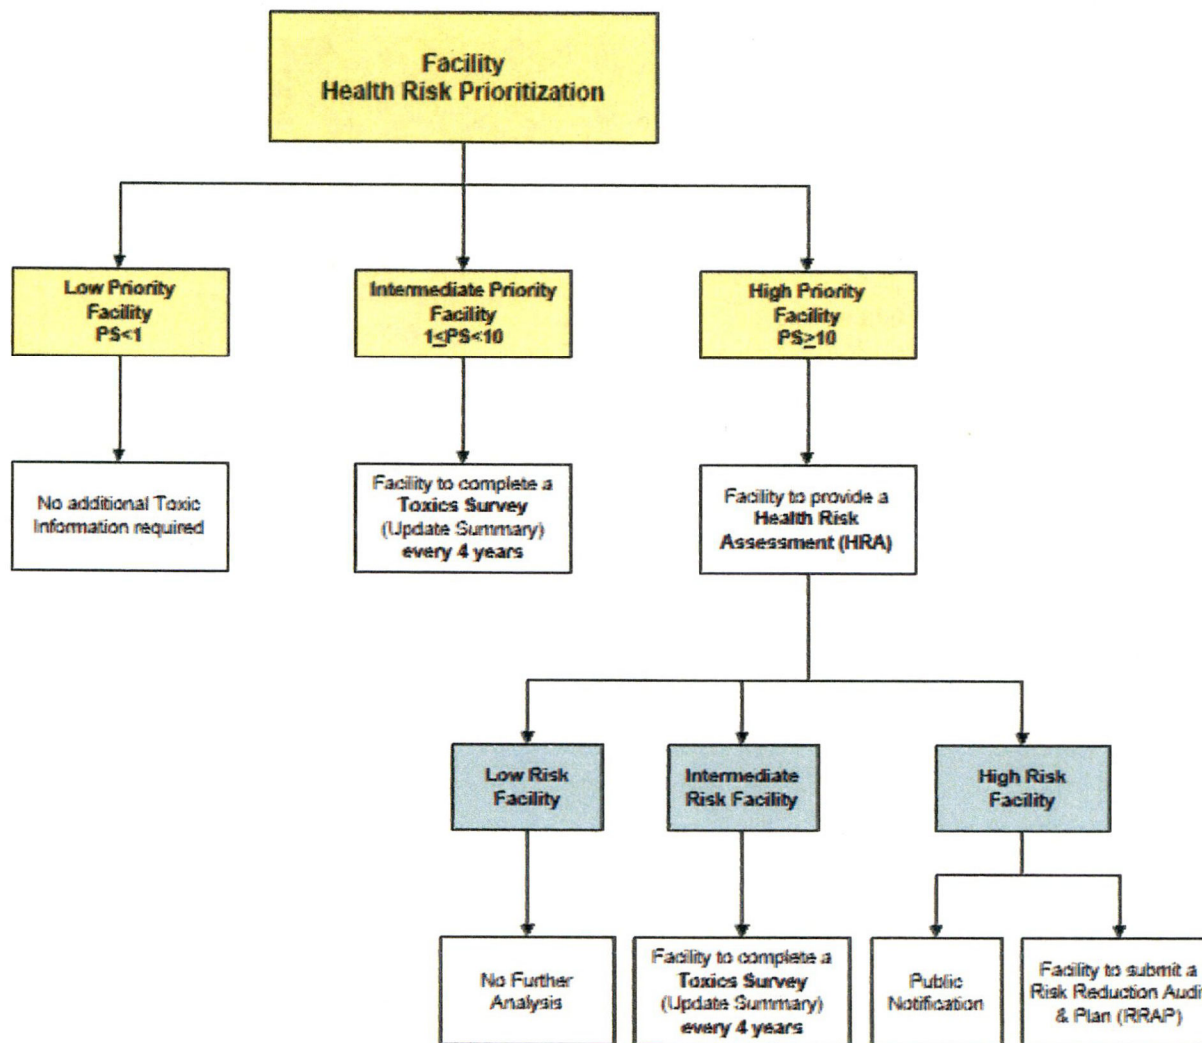 Facility
Health Risk Prioritization
Low Priority
Facility
PS<1
Intermediate Priority
Facility
1≤PS<10
High Priority
Facility
PS≥10
No additional Toxic
Information required
Facility to complete a
Toxics Survey
(Update Summary)
every 4 years
Facility to provide a
Health Risk
Assessment (HRA)
Low Risk
Facility
Intermediate
Risk Facility
High Risk
Facility
No Further
Analysis
Facility to complete a
Toxics Survey
(Update Summary)
every 4 years
Public
Notification
Facility to submit a
Risk Reduction Audit
& Plan (RRAP)